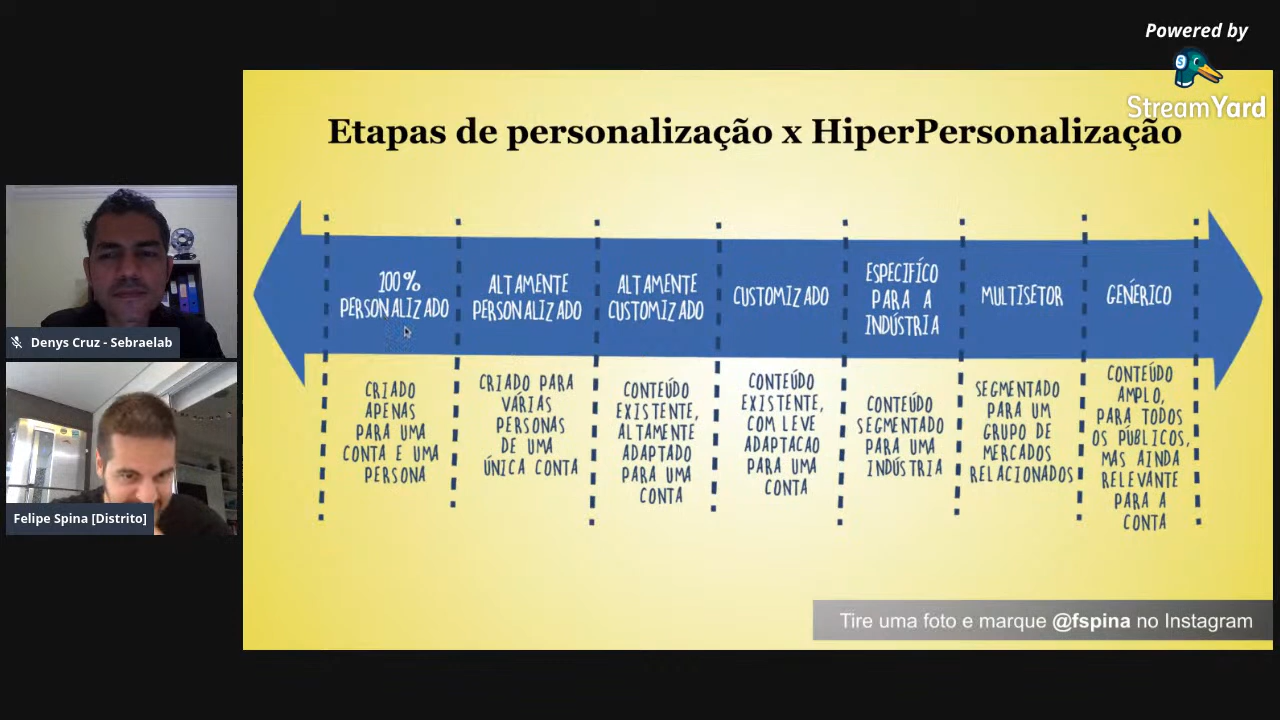 Powered by
StreamYard
Etapas de personalização x HiperPersonalização
100%
PERSONALIZADO
ALTAMENTE
PERSONALIZADO
ALTAMENTE
CUSTOMIZADO
CUSTOMIZADO
ESPECIFÍCO
PARA A
INDÚSTRIA
MULTISETOR
GENÉRICO
CRIADO
APENAS
PARA UMA
CONTA E UMA
PERSONA
CRIADO PARA
VÁRIAS
PERSONAS
DE UMA
ÚNICA CONTA
CONTEÚDO
EXISTENTE,
ALTAMENTE
ADAPTADO
PARA UMA
CONTA
CONTEÚDO
EXISTENTE,
COM LEVE
ADAPTACAO
PARA UMA
CONTA
CONTEÚDO
SEGMENTADO
PARA UMA
INDÚSTRIA
SEGMENTADO
PARA UM
GRUPO DE
MERCADOS
RELACIONADOS
CONTEÚDO
AMPLO,
PARA TODOS
OS PÚBLICOS,
MAS AINDA
RELEVANTE
PARA A
CONTA
Denys Cruz - Sebraelab
Felipe Spina [Distrito]
Tire uma foto e marque @fspina no Instagram